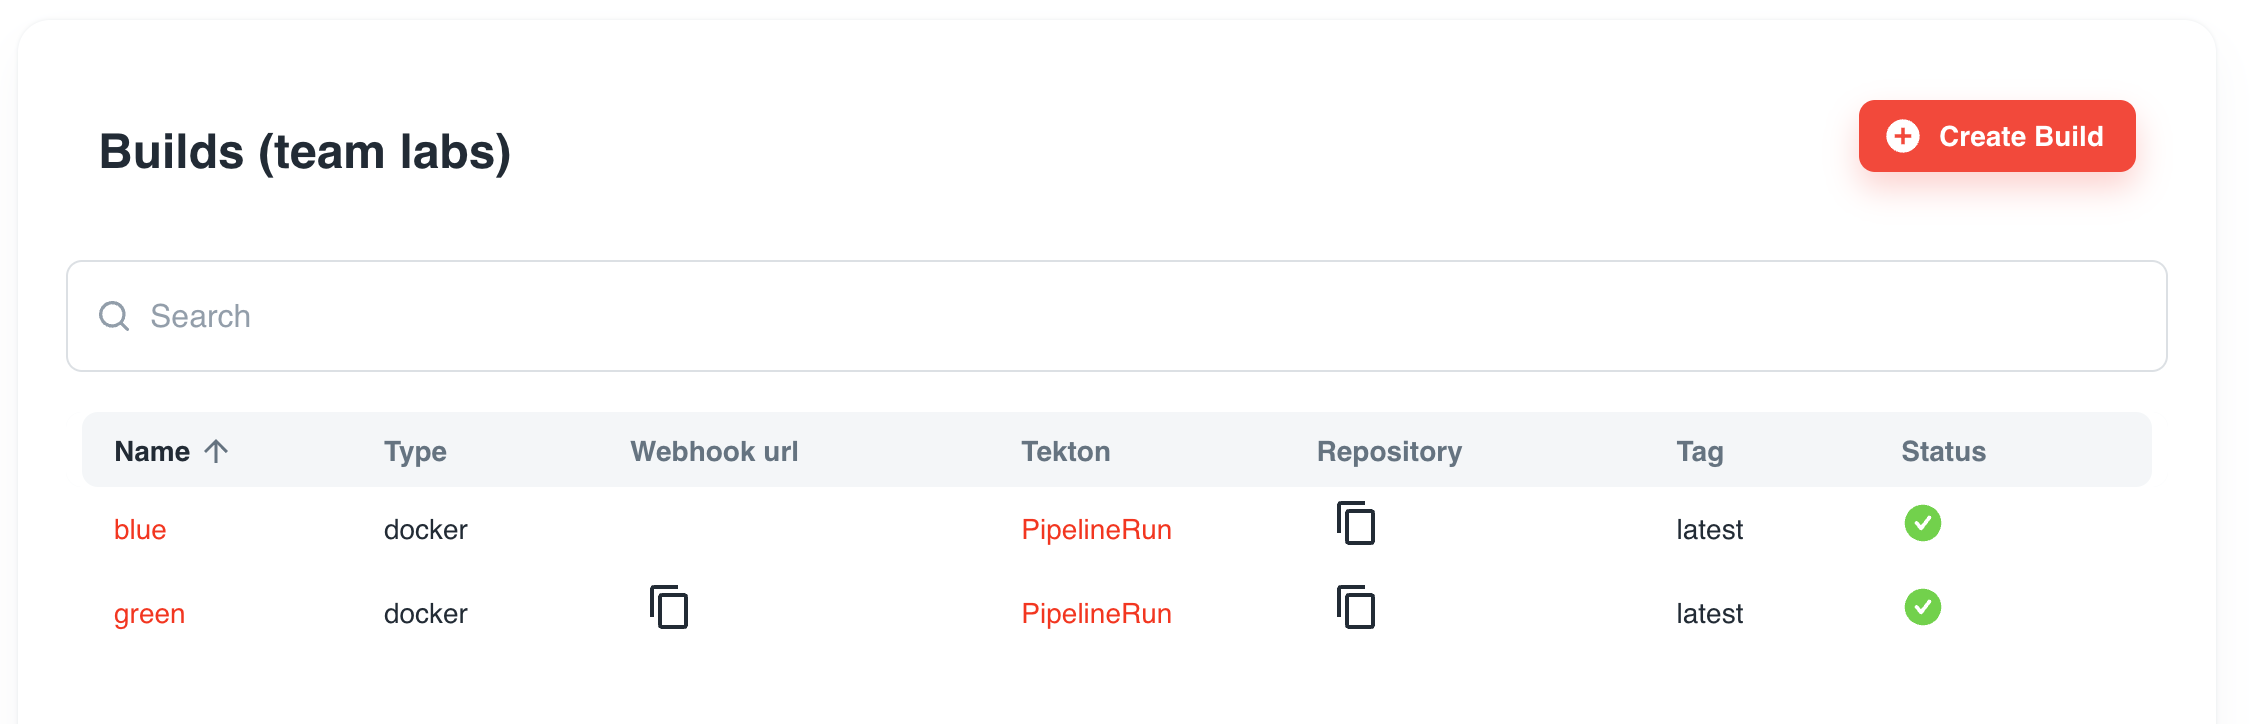 Builds (team labs)
Create Build
Search
Name Type Webhook url Tekton Repository Tag Status
blue docker PipelineRun latest
green docker PipelineRun latest